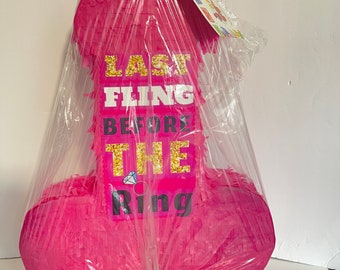 LAST
FLING
BEFORE
THE
Ring